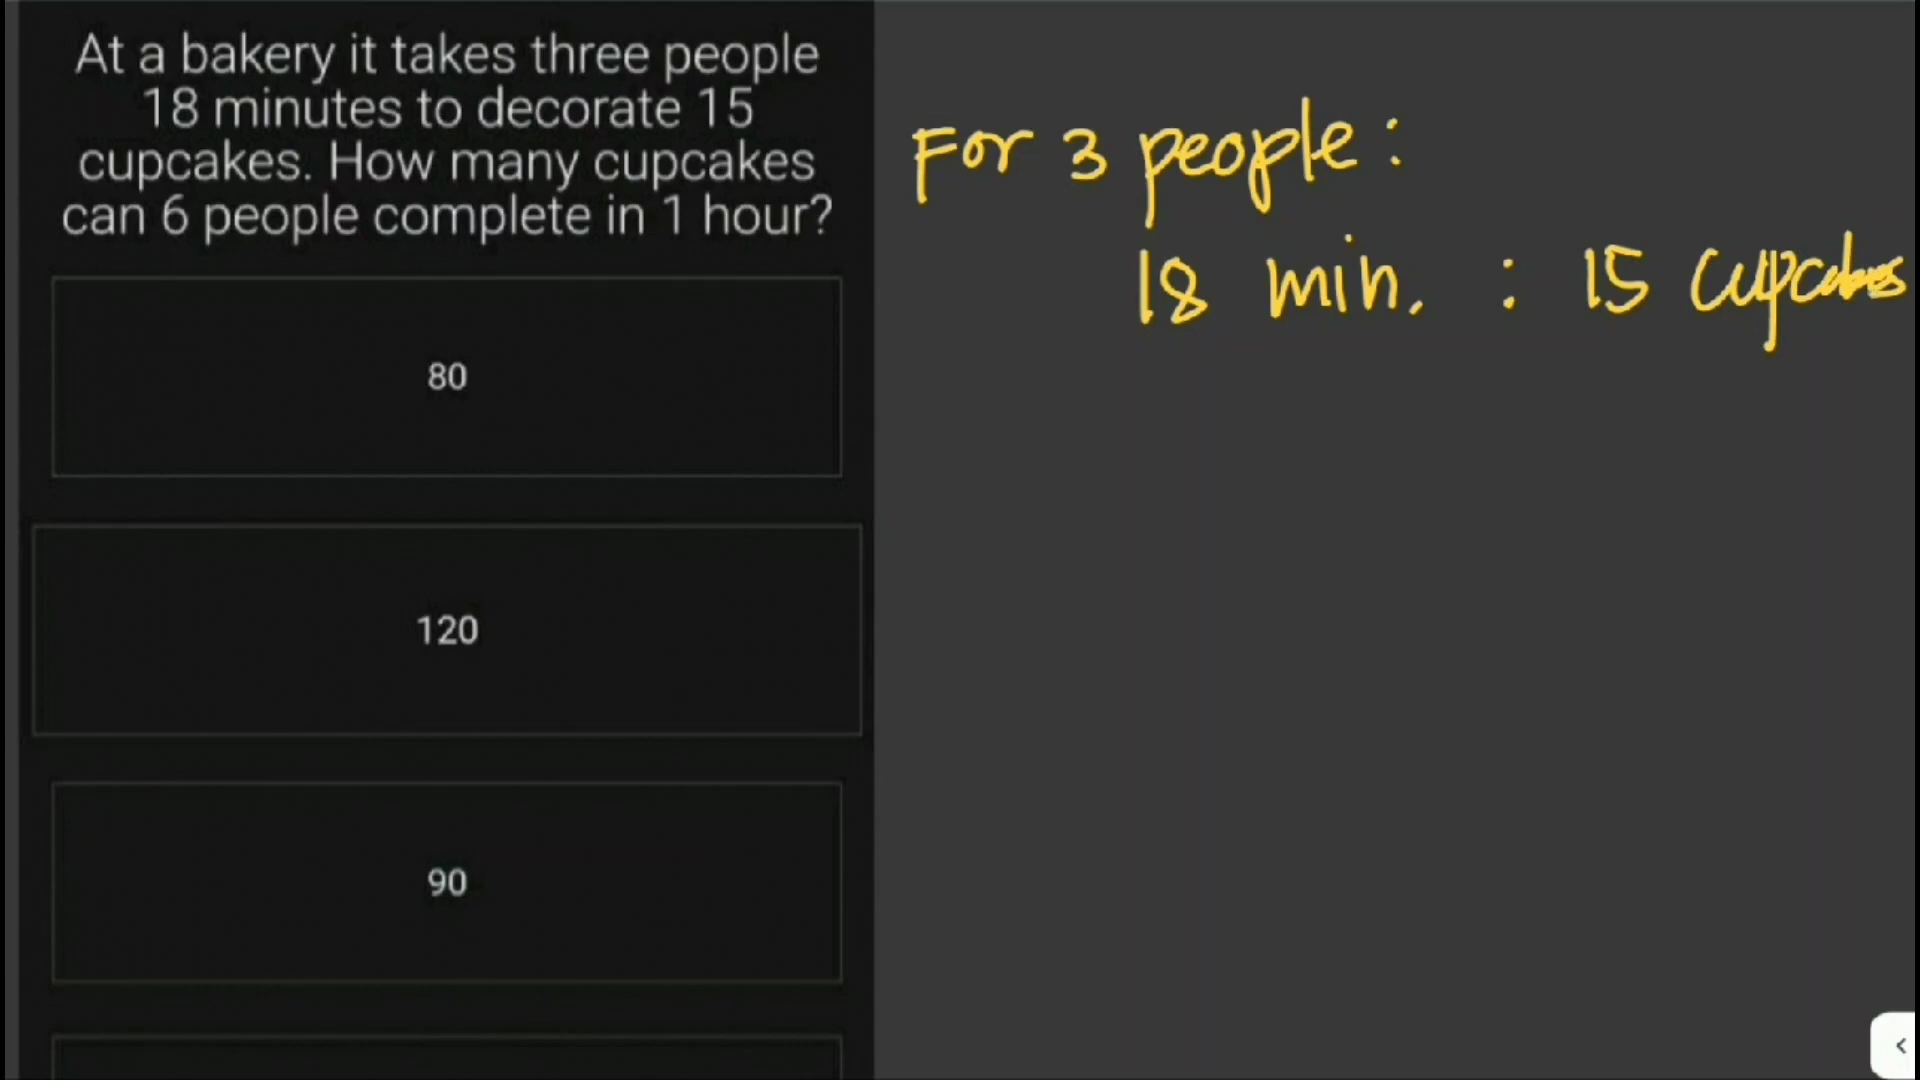 At a bakery it takes three people
18 minutes to decorate 15
cupcakes. How many cupcakes
can 6 people complete in 1 hour?
80
120
90
For 3 people :
18 min. : 15 cupcakes
<